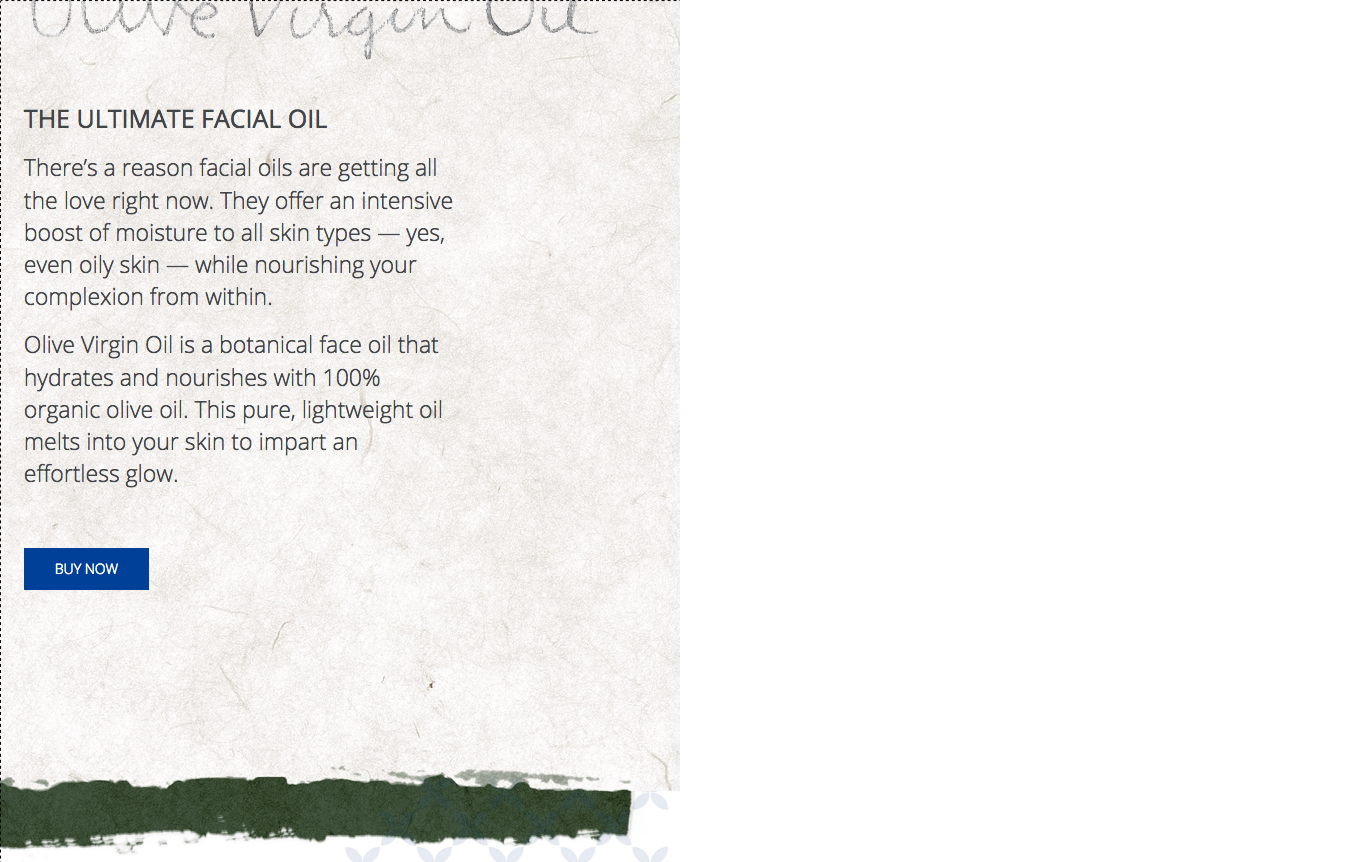 Olive Virgin Oil
THE ULTIMATE FACIAL OIL
There’s a reason facial oils are getting all
the love right now. They offer an intensive
boost of moisture to all skin types — yes,
even oily skin — while nourishing your
complexion from within.
Olive Virgin Oil is a botanical face oil that
hydrates and nourishes with 100%
organic olive oil. This pure, lightweight oil
melts into your skin to impart an
effortless glow.
BUY NOW